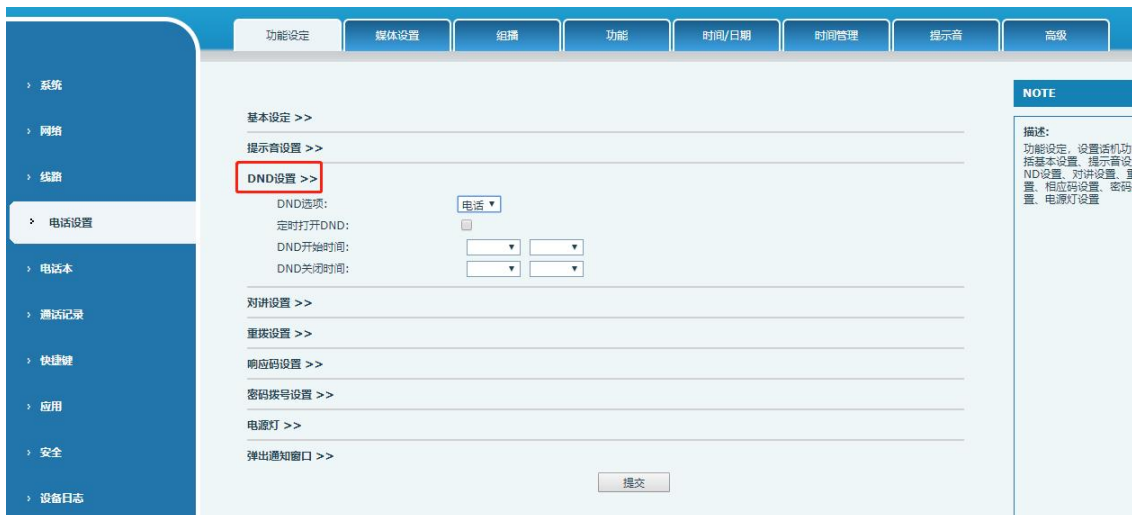 功能设定 媒体设置 组播 功能 时间/日期 时间管理 提示音 高级
系统
网络
线路
电话设置
电话本
通话记录
快捷键
应用
安全
设备日志
基本设定 >>
提示音设置 >>
DND设置 >>
DND选项: 电话
定时打开DND:
DND开始时间:
DND关闭时间:
对讲设置 >>
重拨设置 >>
响应码设置 >>
密码拨号设置 >>
电源灯 >>
弹出通知窗口 >>
提交
NOTE
描述:
功能设定，设置话机功
括基本设置、提示音设
ND设置、对讲设置、重
置、相应码设置、密码
置、电源灯设置